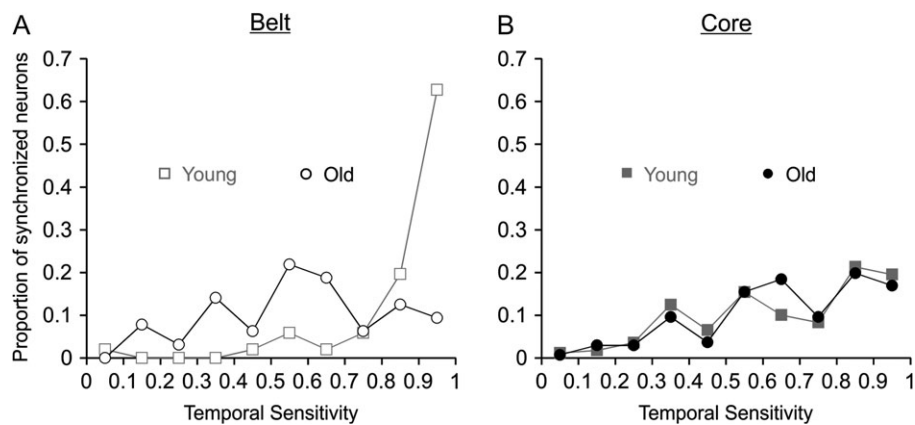 A
Belt
Proportion of synchronized neurons
0.7
0.6
0.5
0.4
0.3
0.2
0.1
0
Young
Old
0 0.1 0.2 0.3 0.4 0.5 0.6 0.7 0.8 0.9 1
Temporal Sensitivity
B
Core
0.7
0.6
0.5
0.4
0.3
0.2
0.1
0
Young
Old
0 0.1 0.2 0.3 0.4 0.5 0.6 0.7 0.8 0.9 1
Temporal Sensitivity